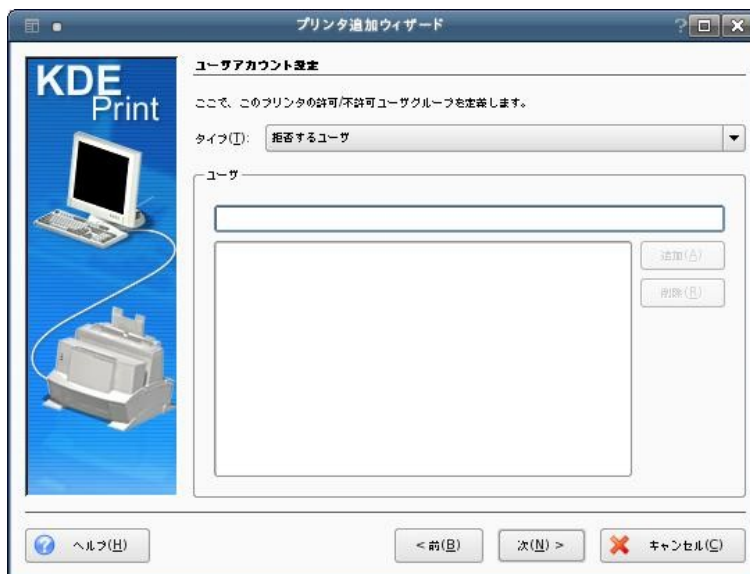 プリンタ追加ウィザード
KDE
Print
ユーザアカウント設定
ここで、このプリンタの許可/不許可ユーザグループを定義します。
タイプ(T):
拒否するユーザ
ユーザ
追加(A)
削除(R)
ヘルプ(H)
< 前(B)
次(N) >
キャンセル(C)